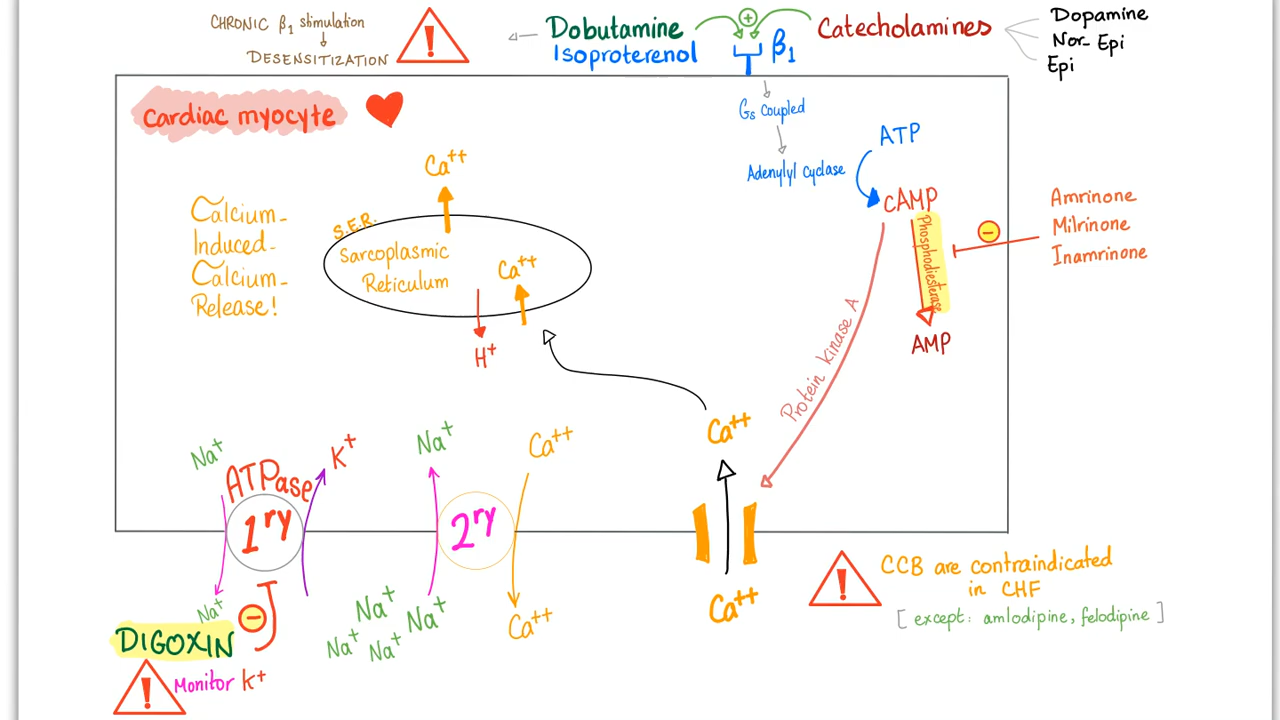 CHRONIC β1 stimulation
↓
DESENSITIZATION
!
Dobutamine
Isoproterenol
+
β1
Catecholamines
Dopamine
Nor-Epi
Epi
Cardiac myocyte
Gs coupled
Adenylyl cyclase
ATP
cAMP
Phosphodiesterase
AMP
−
Amrinone
Milrinone
Inamrinone
Protein kinase A
Ca++
S.E.R.
Sarcoplasmic
Reticulum
Ca++
H+
Calcium-
Induced-
Calcium-
Release!
Na+
ATPase
K+
1ry
Na+
Na+
Ca++
2ry
Na+
Na+
Na+
Na+
Ca++
Ca++
Ca++
DIGOXIN
−
!
Monitor K+
!
CCB are contraindicated
in CHF
[except: amlodipine, felodipine]